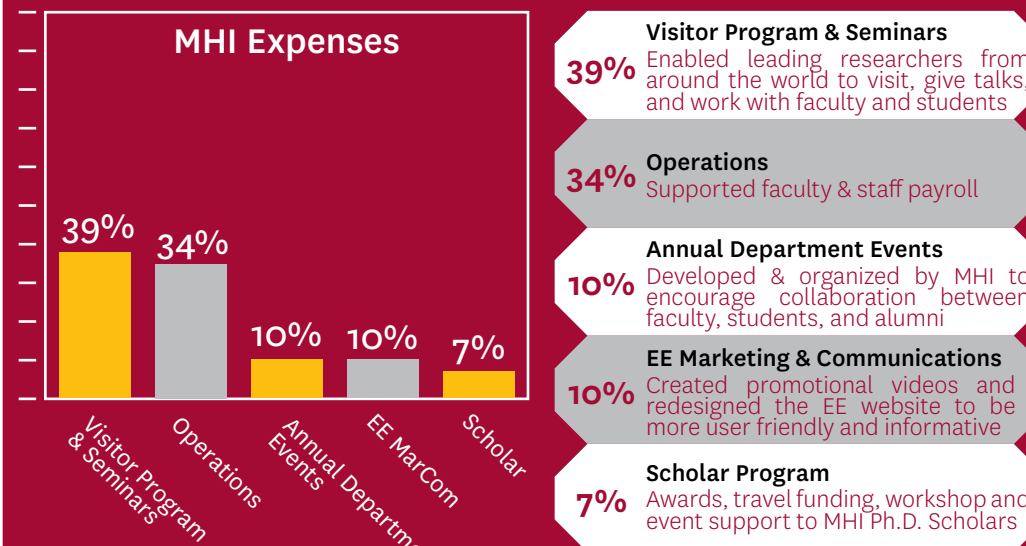 MHI Expenses
39%
34%
10%
10%
7%
Visitor Program
& Seminars
Operations
Annual Departm
Events
EE MarCom
Scholar
Visitor Program & Seminars
39%
Enabled leading researchers from
around the world to visit, give talks,
and work with faculty and students
Operations
34%
Supported faculty & staff payroll
Annual Department Events
10%
Developed & organized by MHI to
encourage collaboration between
faculty, students, and alumni
EE Marketing & Communications
10%
Created promotional videos and
redesigned the EE website to be
more user friendly and informative
Scholar Program
7%
Awards, travel funding, workshop and
event support to MHI Ph.D. Scholars